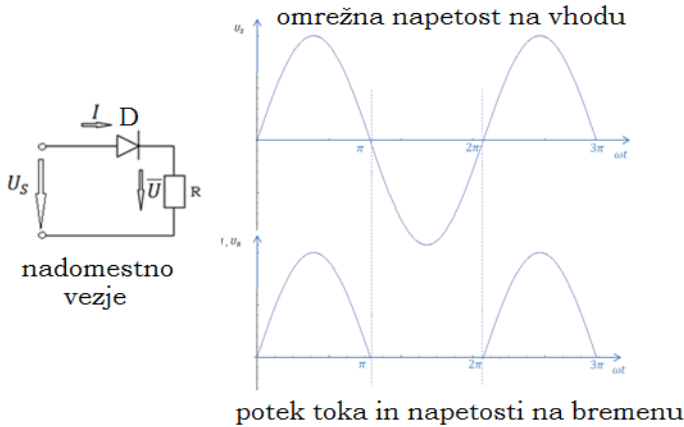 omrežna napetost na vhodu
U_S
π 2π 3π ωt
I D
U_S U̅ R
nadomestno
vezje
I, U_R
π 2π 3π ωt
potek toka in napetosti na bremenu